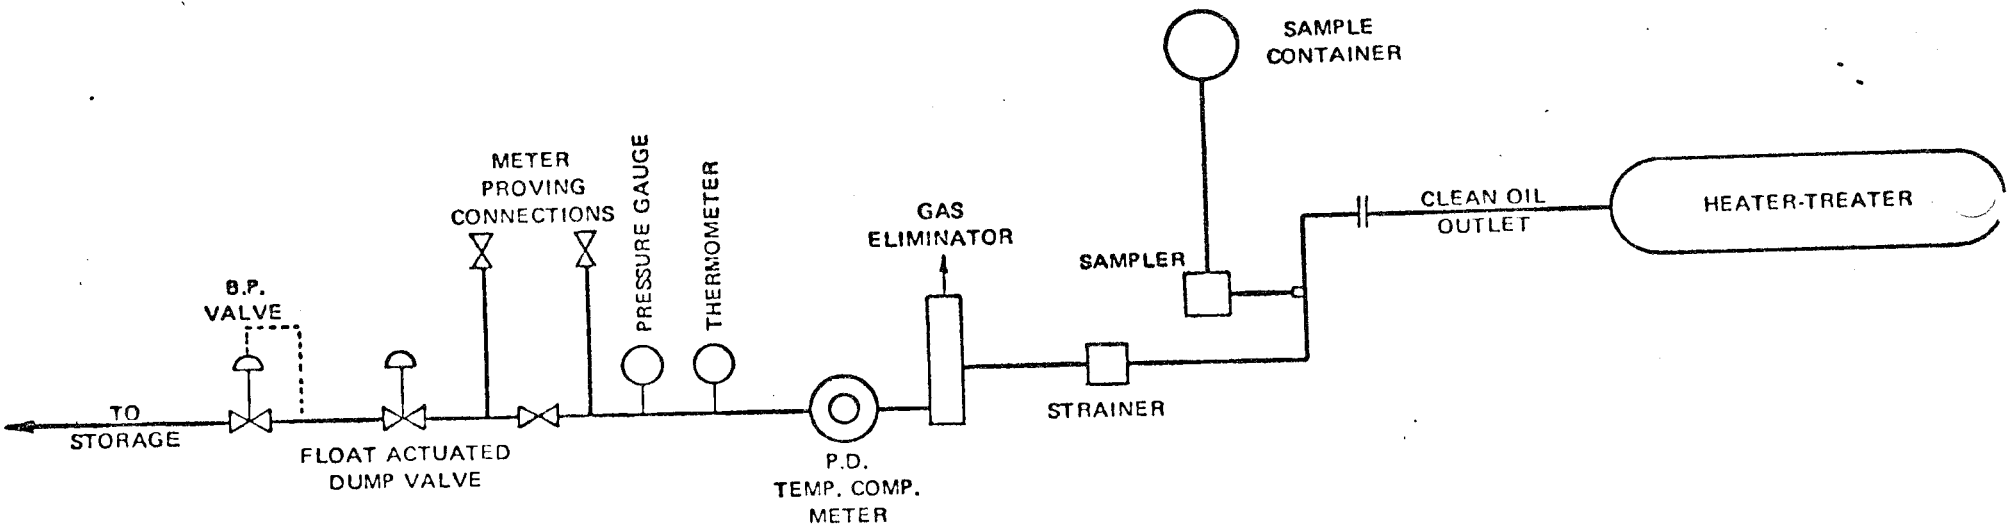 SAMPLE
CONTAINER
METER
PROVING
CONNECTIONS
PRESSURE GAUGE
THERMOMETER
GAS
ELIMINATOR
SAMPLER
CLEAN OIL
OUTLET
HEATER-TREATER
B.P.
VALVE
TO
STORAGE
FLOAT ACTUATED
DUMP VALVE
STRAINER
P.D.
TEMP. COMP.
METER